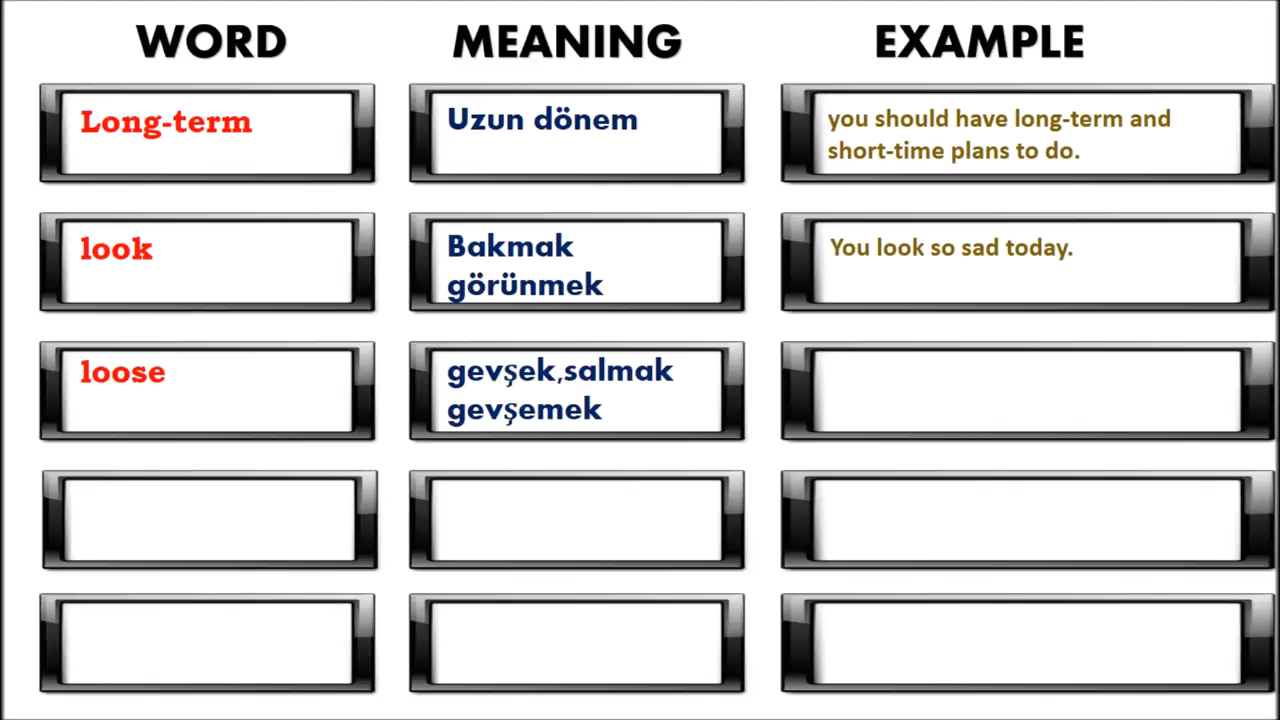 WORD MEANING EXAMPLE
Long-term
Uzun dönem
you should have long-term and
short-time plans to do.
look
Bakmak
görünmek
You look so sad today.
loose
gevşek,salmak
gevşemek